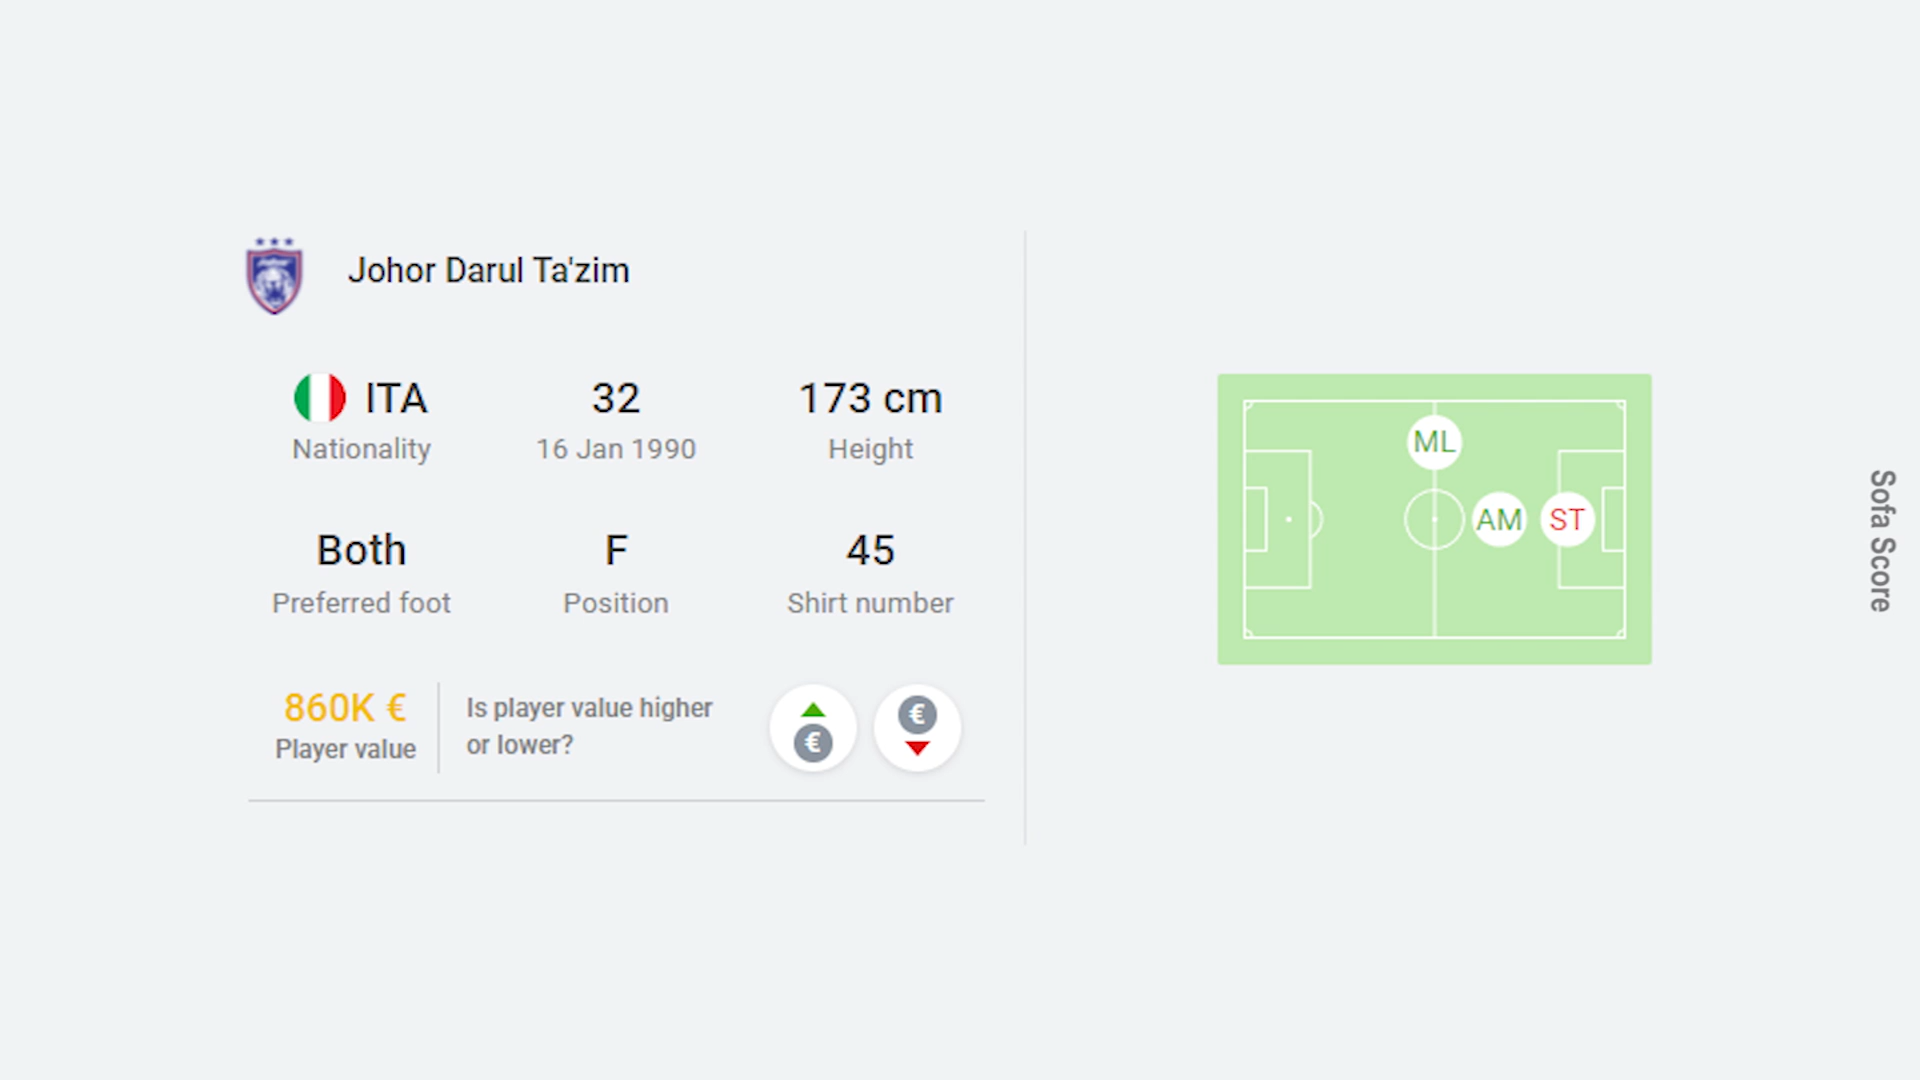 Johor Darul Ta'zim
ITA
Nationality
32
16 Jan 1990
173 cm
Height
Both
Preferred foot
F
Position
45
Shirt number
860K €
Player value
Is player value higher
or lower?
€
€
ML
AM
ST
Sofa Score